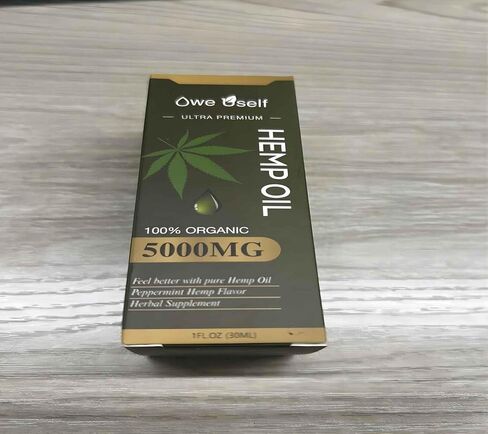 Owe Uself
ULTRA PREMIUM
HEMP OIL
100% ORGANIC
5000MG
Feel better with pure Hemp Oil
Peppermint Hemp Flavor
Herbal Supplement
1FL.OZ (30ML)